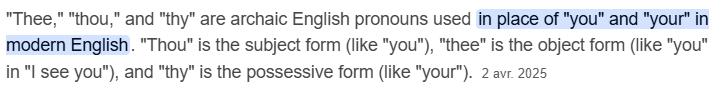 "Thee," "thou," and "thy" are archaic English pronouns used in place of "you" and "your" in
modern English. "Thou" is the subject form (like "you"), "thee" is the object form (like "you"
in "I see you"), and "thy" is the possessive form (like "your"). 2 avr. 2025